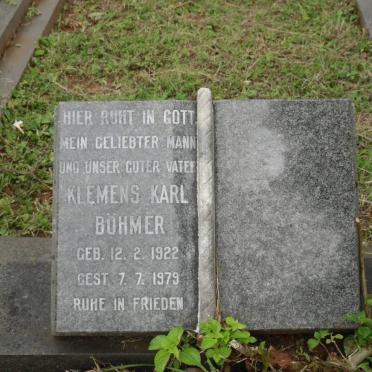 HIER RUHT IN GOTT
MEIN GELIEBTER MANN
UND UNSER GUTER VATER
KLEMENS KARL
BÖHMER
GEB. 12. 2. 1922
GEST. 7. 7. 1979
RUHE IN FRIEDEN